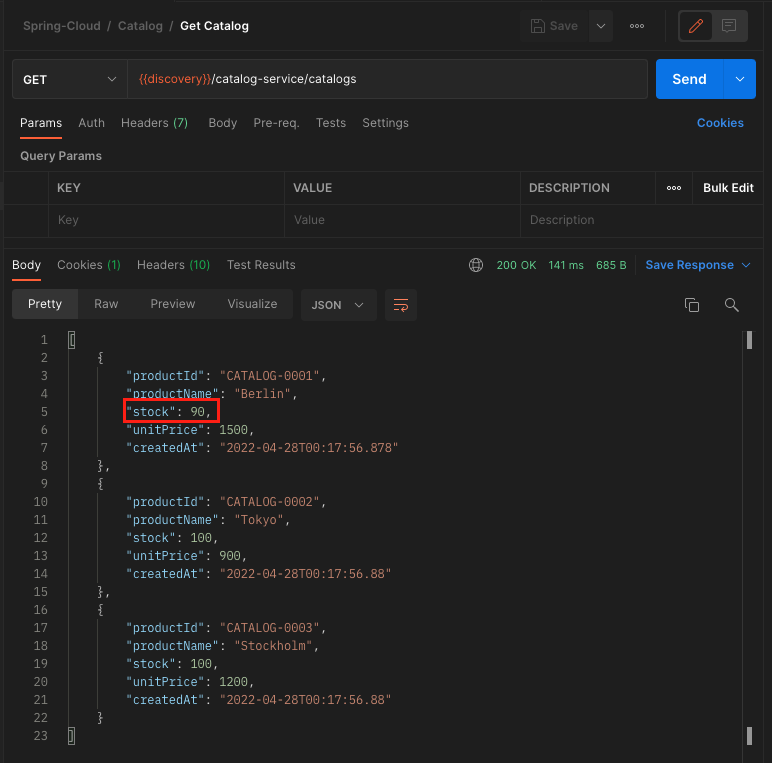 Spring-Cloud / Catalog / Get Catalog Save
GET {{discovery}}/catalog-service/catalogs Send
Params Auth Headers (7) Body Pre-req. Tests Settings Cookies
Query Params
KEY VALUE DESCRIPTION Bulk Edit
Key Value Description
Body Cookies (1) Headers (10) Test Results 200 OK 141 ms 685 B Save Response
Pretty Raw Preview Visualize JSON
1 [
2 {
3 "productId": "CATALOG-0001",
4 "productName": "Berlin",
5 "stock": 90,
6 "unitPrice": 1500,
7 "createdAt": "2022-04-28T00:17:56.878"
8 },
9 {
10 "productId": "CATALOG-0002",
11 "productName": "Tokyo",
12 "stock": 100,
13 "unitPrice": 900,
14 "createdAt": "2022-04-28T00:17:56.88"
15 },
16 {
17 "productId": "CATALOG-0003",
18 "productName": "Stockholm",
19 "stock": 100,
20 "unitPrice": 1200,
21 "createdAt": "2022-04-28T00:17:56.88"
22 }
23 ]